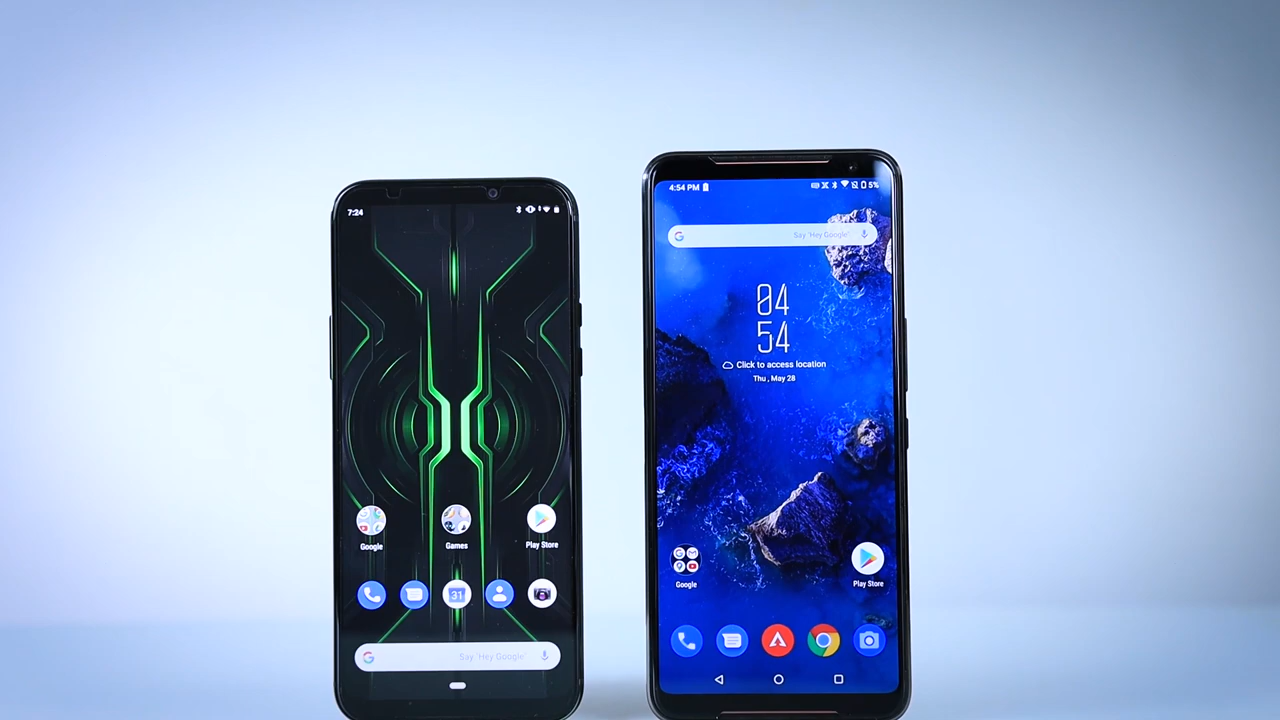 7:24
Google
Games
Play Store
31
Say "Hey Google"
4:54 PM
5%
Say "Hey Google"
04
54
Click to access location
Thu , May 28
Google
Play Store